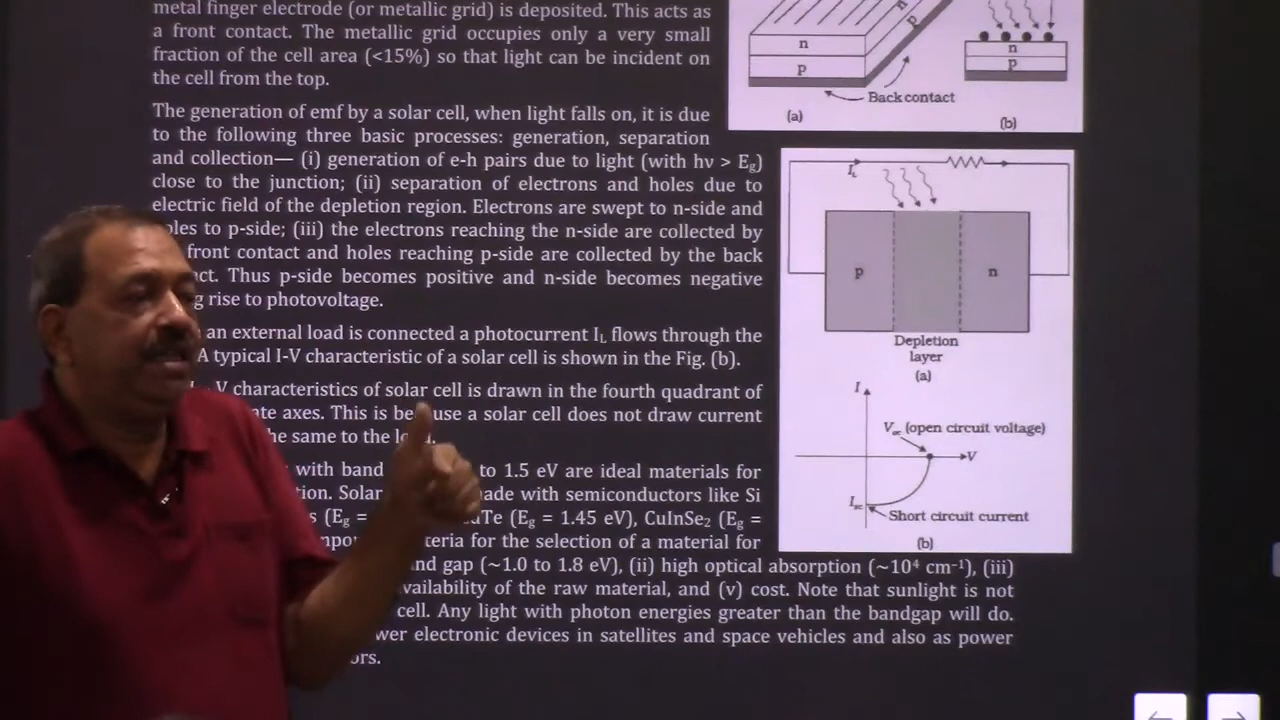 metal finger electrode (or metallic grid) is deposited. This acts as
a front contact. The metallic grid occupies only a very small
fraction of the cell area (<15%) so that light can be incident on
the cell from the top.
The generation of emf by a solar cell, when light falls on, it is due
to the following three basic processes: generation, separation
and collection— (i) generation of e-h pairs due to light (with hν > Eg)
close to the junction; (ii) separation of electrons and holes due to
electric field of the depletion region. Electrons are swept to n-side and
oles to p-side; (iii) the electrons reaching the n-side are collected by
front contact and holes reaching p-side are collected by the back
ct. Thus p-side becomes positive and n-side becomes negative
g rise to photovoltage.
an external load is connected a photocurrent IL flows through the
A typical I-V characteristic of a solar cell is shown in the Fig. (b).
V characteristics of solar cell is drawn in the fourth quadrant of
te axes. This is be use a solar cell does not draw current
he same to the lo
with band to 1.5 eV are ideal materials for
ion. Solar ade with semiconductors like Si
s (Eg = dTe (Eg = 1.45 eV), CuInSe₂ (Eg =
mpo teria for the selection of a material for
nd gap (~1.0 to 1.8 eV), (ii) high optical absorption (~10⁴ cm⁻¹), (iii)
vailability of the raw material, and (v) cost. Note that sunlight is not
cell. Any light with photon energies greater than the bandgap will do.
wer electronic devices in satellites and space vehicles and also as power
ors.
n
p
n
p
Back contact
(a)
n
p
(b)
IL
p
n
Depletion
layer
(a)
I
Voc (open circuit voltage)
V
Isc
Short circuit current
(b)